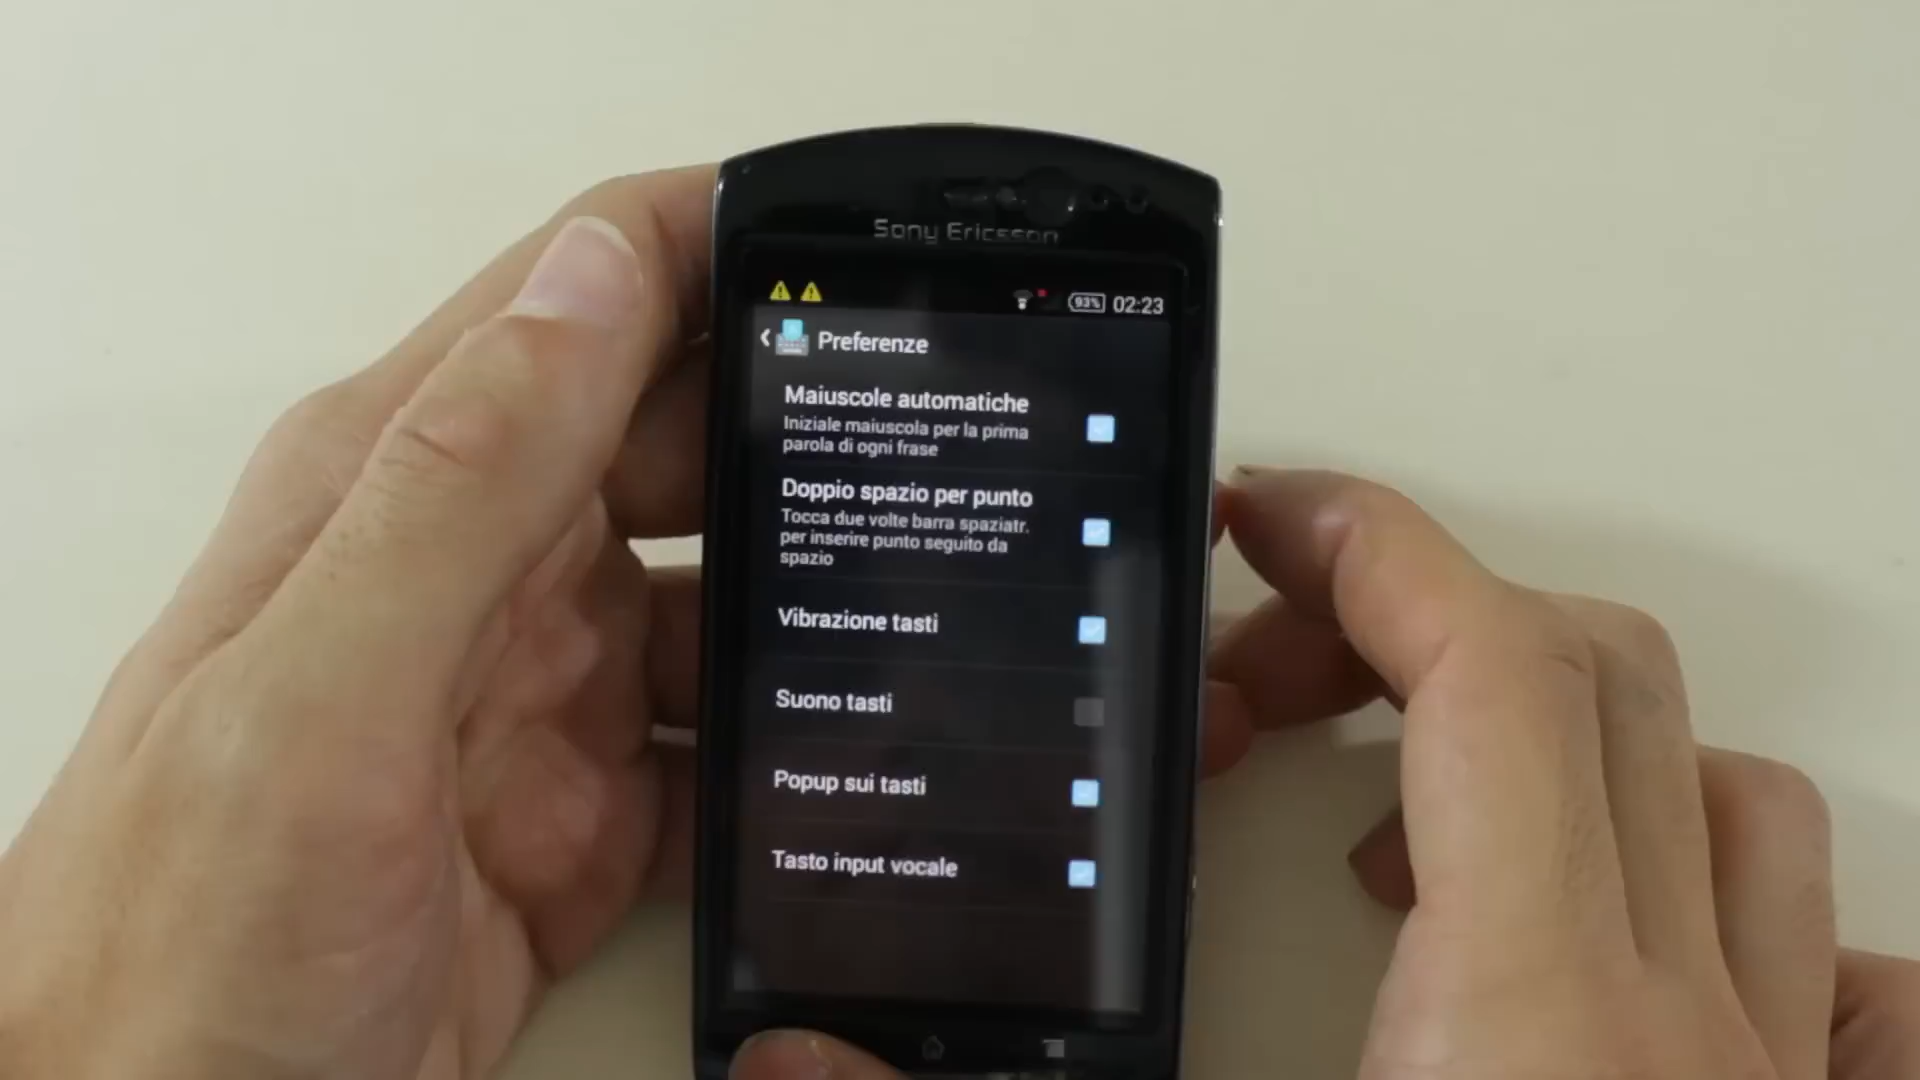 Sony Ericsson
93% 02:23
Preferenze
Maiuscole automatiche
Iniziale maiuscola per la prima
parola di ogni frase
Doppio spazio per punto
Tocca due volte barra spaziatr.
per inserire punto seguito da
spazio
Vibrazione tasti
Suono tasti
Popup sui tasti
Tasto input vocale